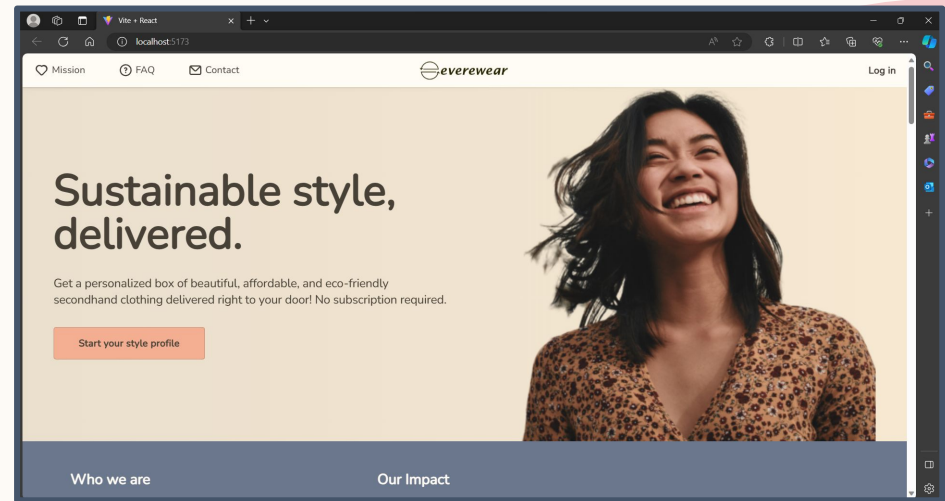 Vite + React
localhost:5173
Mission
FAQ
Contact
everewear
Log in
Sustainable style,
delivered.
Get a personalized box of beautiful, affordable, and eco-friendly
secondhand clothing delivered right to your door! No subscription required.
Start your style profile
Who we are
Our Impact